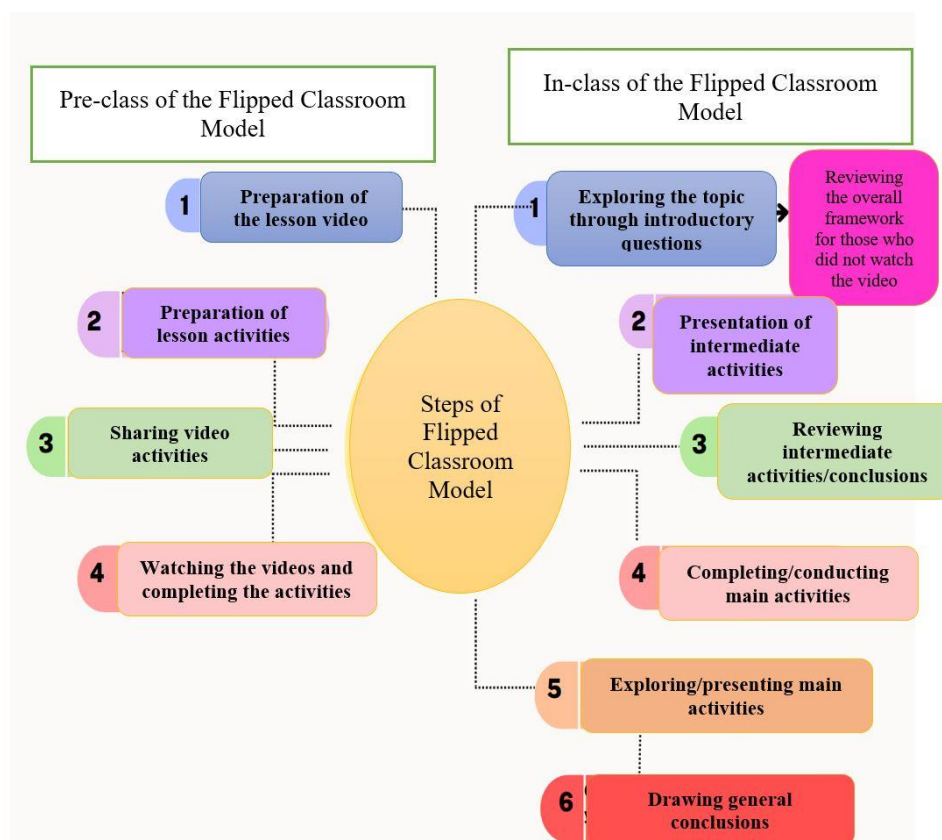 Pre-class of the Flipped Classroom
Model
1
Preparation of
the lesson video
2
Preparation of
lesson activities
3
Sharing video
activities
4
Watching the videos and
completing the activities
Steps of
Flipped
Classroom
Model
In-class of the Flipped Classroom
Model
1
Exploring the topic
through introductory
questions
Reviewing
the overall
framework
for those who
did not watch
the video
2
Presentation of
intermediate
activities
3
Reviewing
intermediate
activities/conclusions
4
Completing/conducting
main activities
5
Exploring/presenting main
activities
6
Drawing general
conclusions